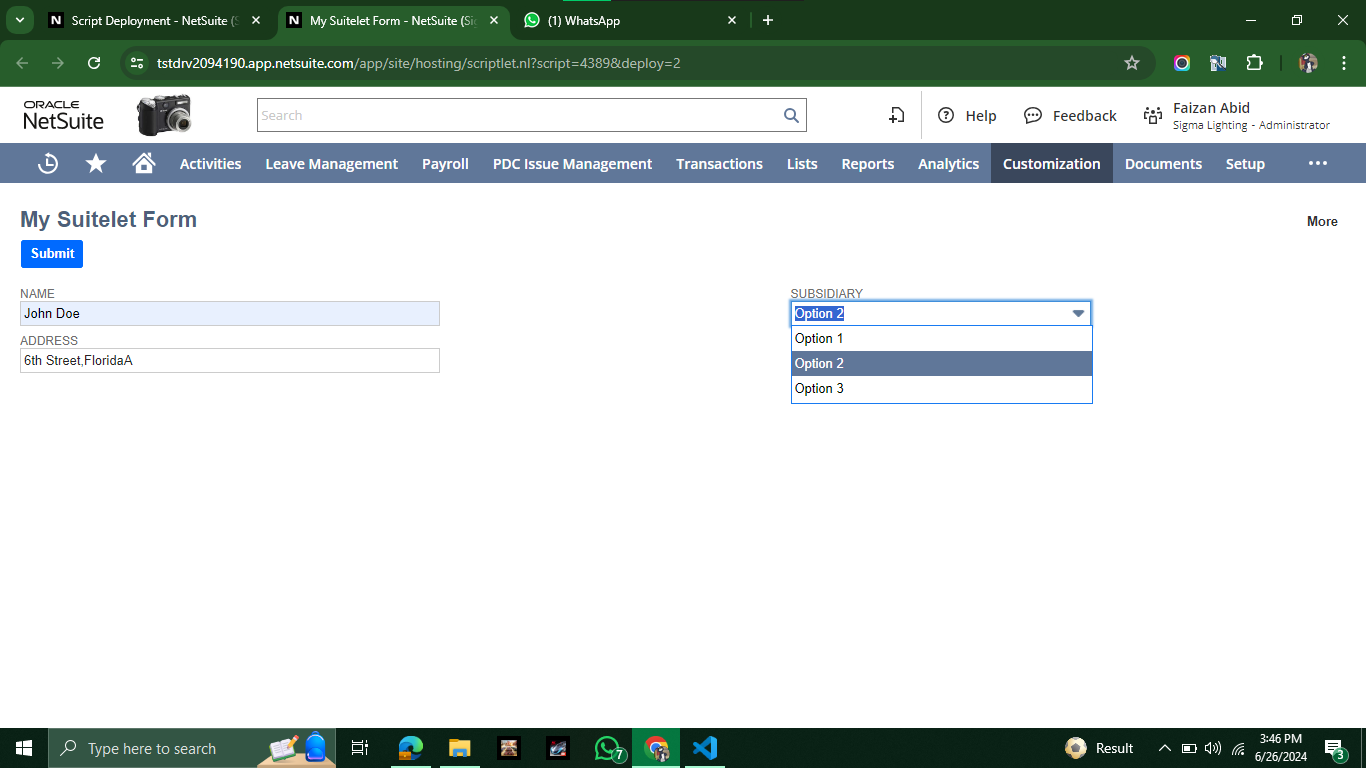 Script Deployment - NetSuite (S
My Suitelet Form - NetSuite (Si
(1) WhatsApp
tstdrv2094190.app.netsuite.com/app/site/hosting/scriptlet.nl?script=4389&deploy=2
ORACLE
NetSuite
Search
Help
Feedback
Faizan Abid
Sigma Lighting - Administrator
Activities
Leave Management
Payroll
PDC Issue Management
Transactions
Lists
Reports
Analytics
Customization
Documents
Setup
My Suitelet Form
More
Submit
NAME
John Doe
ADDRESS
6th Street,FloridaA
SUBSIDIARY
Option 2
Option 1
Option 2
Option 3
Type here to search
7
Result
3:46 PM
6/26/2024
3